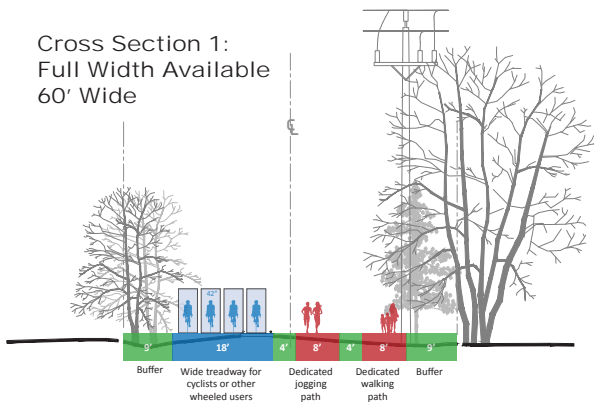 Cross Section 1:
Full Width Available
60' Wide
℄
42"
9'
18'
4'
8'
4'
8'
9'
Buffer
Wide treadway for
cyclists or other
wheeled users
Dedicated
jogging
path
Dedicated
walking
path
Buffer